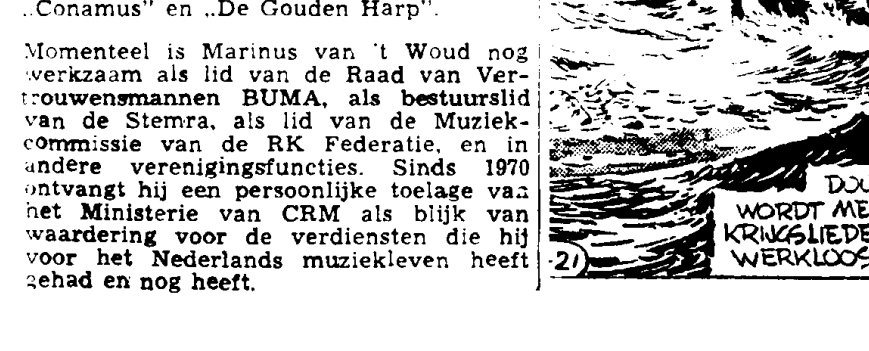 „Conamus" en „De Gouden Harp".
Momenteel is Marinus van 't Woud nog
werkzaam als lid van de Raad van Ver-
trouwensmannen BUMA, als bestuurslid
van de Stemra, als lid van de Muziek-
commissie van de RK Federatie, en in
andere verenigingsfuncties. Sinds 1970
ontvangt hij een persoonlijke toelage van
het Ministerie van CRM als blijk van
waardering voor de verdiensten die hij
voor het Nederlands muziekleven heeft
gehad en nog heeft.
WORDT ME
KRIJGSLIEDE
WERKLOOS
21